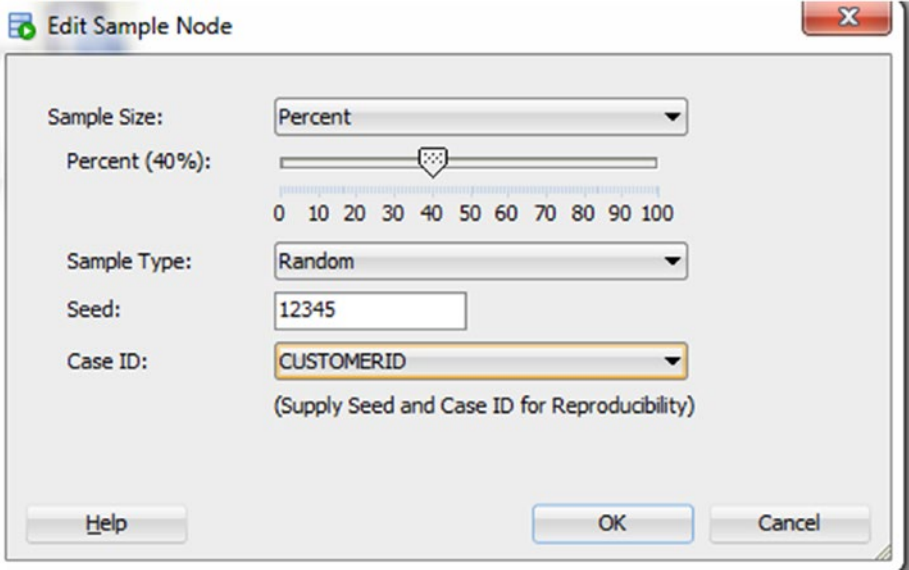 Edit Sample Node
Sample Size: Percent
Percent (40%):
0 10 20 30 40 50 60 70 80 90 100
Sample Type: Random
Seed: 12345
Case ID: CUSTOMERID
(Supply Seed and Case ID for Reproducibility)
Help OK Cancel